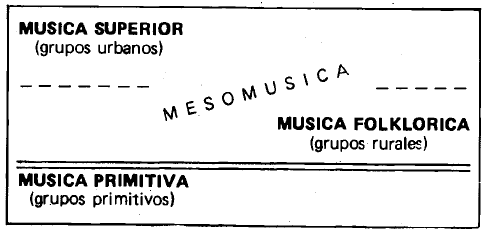 MUSICA SUPERIOR
(grupos urbanos)
MESOMUSICA
MUSICA FOLKLORICA
(grupos rurales)
MUSICA PRIMITIVA
(grupos primitivos)